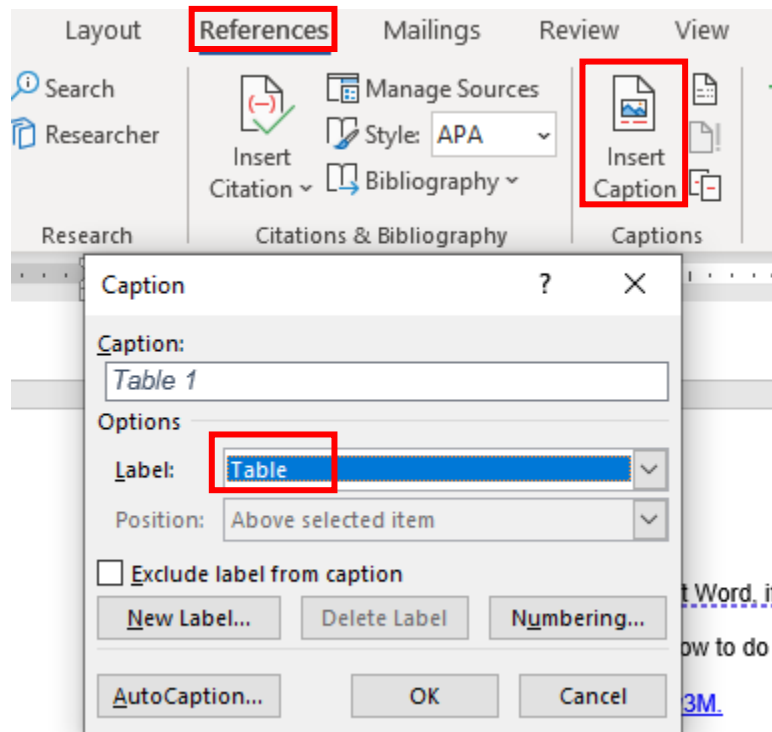 Layout References Mailings Review View
Search
Researcher
Insert
Citation
Manage Sources
Style: APA
Bibliography
Insert
Caption
Research Citations & Bibliography Captions
Caption ?
Caption:
Table 1
Options
Label: Table
Position: Above selected item
Exclude label from caption
New Label... Delete Label Numbering...
AutoCaption... OK Cancel
t Word, i
ow to do
3M.